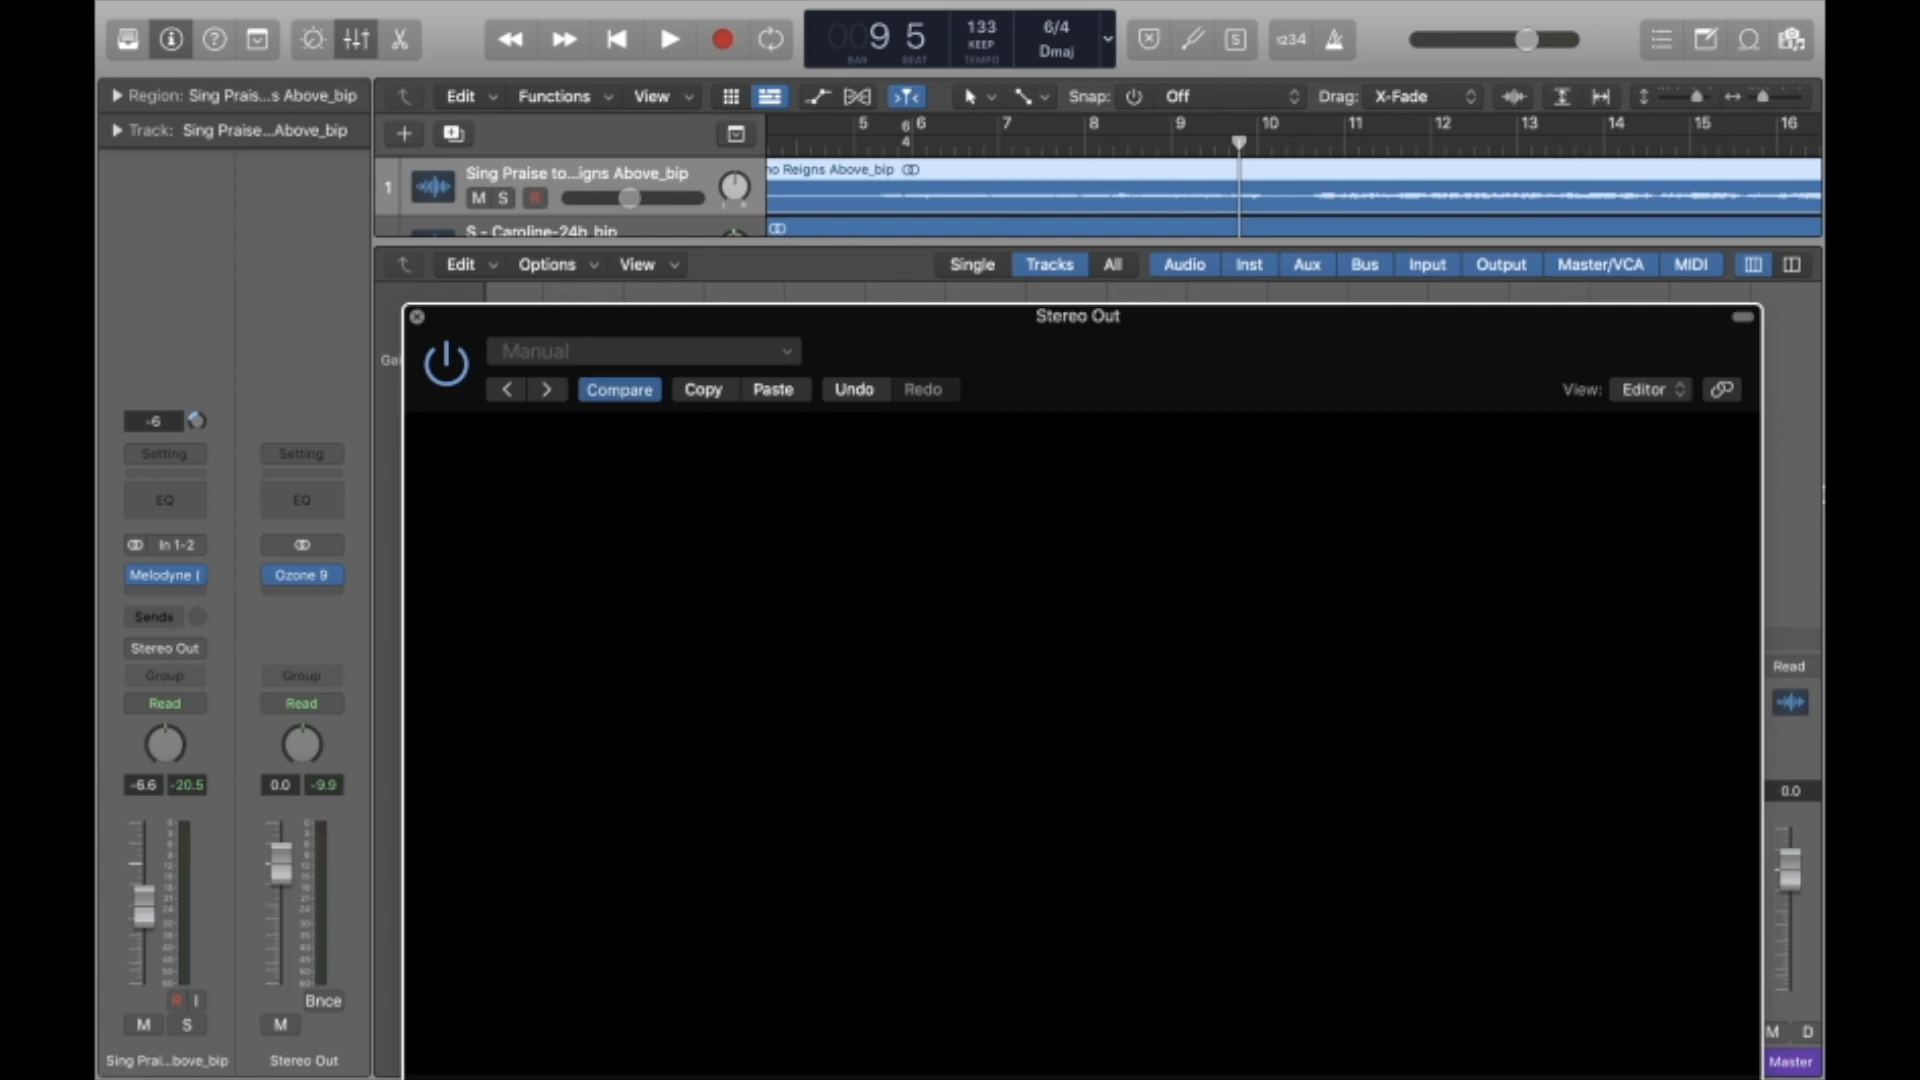 9 5
BAR BEAT
133
KEEP
TEMPO
6/4
Dmaj
S
1234
Region: Sing Prais...s Above_bip
Track: Sing Praise...Above_bip
Edit Functions View
Snap: Off
Drag: X-Fade
5 6 7 8 9 10 11 12 13 14 15 16
6
4
1
Sing Praise to...igns Above_bip
M S R
L R
no Reigns Above_bip
S - Caroline-24b_bip
Edit Options View
Single Tracks All
Audio Inst Aux Bus Input Output Master/VCA MIDI
Stereo Out
Manual
Compare Copy Paste Undo Redo
View: Editor
-6
Setting Setting
EQ EQ
In 1-2
Melodyne ( Ozone 9
Sends
Stereo Out
Group Group
Read Read
-6.6 -20.5 0.0 -9.9
R I
Bnce
M S M
Sing Prai...bove_bip Stereo Out
Read
0.0
M D
Master